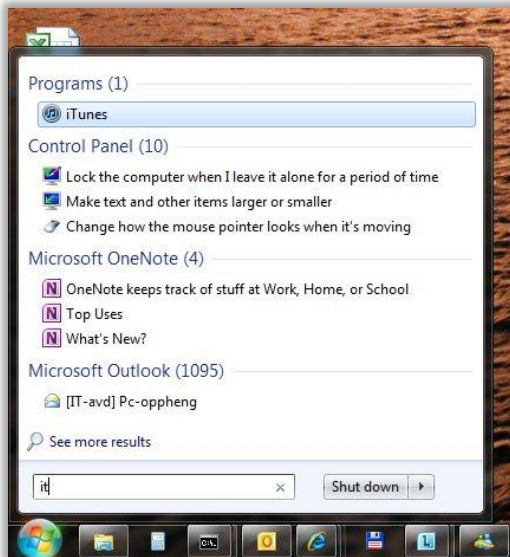 Programs (1)
iTunes
Control Panel (10)
Lock the computer when I leave it alone for a period of time
Make text and other items larger or smaller
Change how the mouse pointer looks when it's moving
Microsoft OneNote (4)
OneNote keeps track of stuff at Work, Home, or School
Top Uses
What's New?
Microsoft Outlook (1095)
[IT-avd] Pc-oppheng
See more results
it
Shut down